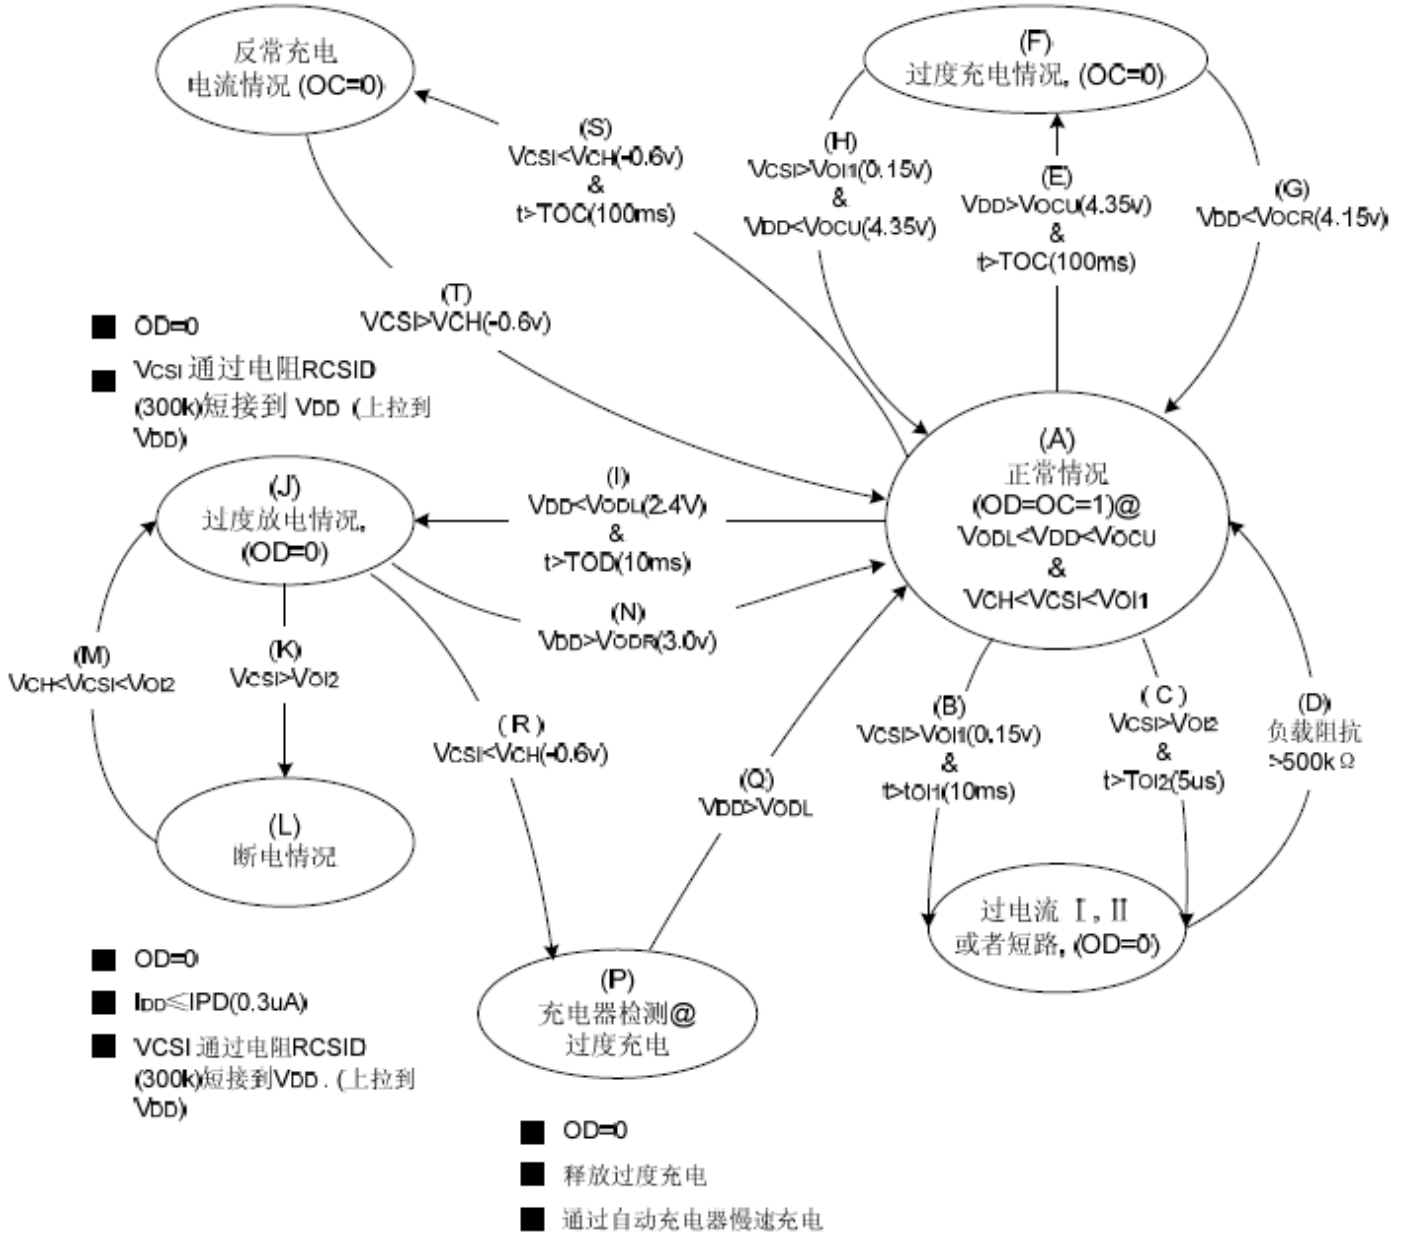 反常充电
电流情况 (OC=0)
(F)
过度充电情况, (OC=0)
(S)
VCSI<VCH(-0.6v)
&
t>TOC(100ms)
(H)
VCSI>VOI1(0.15v)
&
VDD<VOCU(4.35v)
(E)
VDD>VOCU(4.35v)
&
t>TOC(100ms)
(G)
VDD<VOCR(4.15v)
(T)
VCSI>VCH(-0.6v)
■ OD=0
■ VCSI 通过电阻RCSID
(300k)短接到 VDD (上拉到
VDD)
(A)
正常情况
(OD=OC=1)@
VODL<VDD<VOCU
&
VCH<VCSI<VOI1
(J)
过度放电情况,
(OD=0)
(I)
VDD<VODL(2.4V)
&
t>TOD(10ms)
(N)
VDD>VODR(3.0v)
(M)
VCH<VCSI<VOI2
(K)
VCSI>VOI2
(R)
VCSI<VCH(-0.6v)
(Q)
VDD>VODL
(B)
VCSI>VOI1(0.15v)
&
t>tOI1(10ms)
(C)
VCSI>VOI2
&
t>TOI2(5us)
(D)
负载阻抗
>500kΩ
(L)
断电情况
过电流 I, II
或者短路, (OD=0)
■ OD=0
■ IDD≤IPD(0.3uA)
■ VCSI 通过电阻RCSID
(300k)短接到VDD. (上拉到
VDD)
(P)
充电器检测@
过度充电
■ OD=0
■ 释放过度充电
■ 通过自动充电器慢速充电